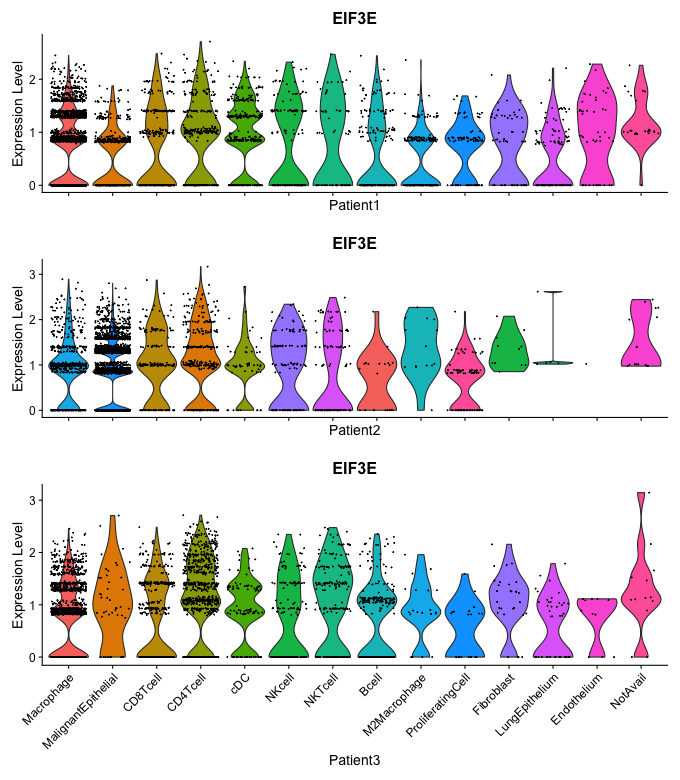 EIF3E
Expression Level
2
1
0
Patient1
EIF3E
Expression Level
3
2
1
0
Patient2
EIF3E
Expression Level
3
2
1
0
Macrophage
MalignantEpithelial
CD8Tcell
CD4Tcell
cDC
NKcell
NKTcell
Bcell
M2Macrophage
ProliferatingCell
Fibroblast
LungEpithelium
Endothelium
NotAvail
Patient3